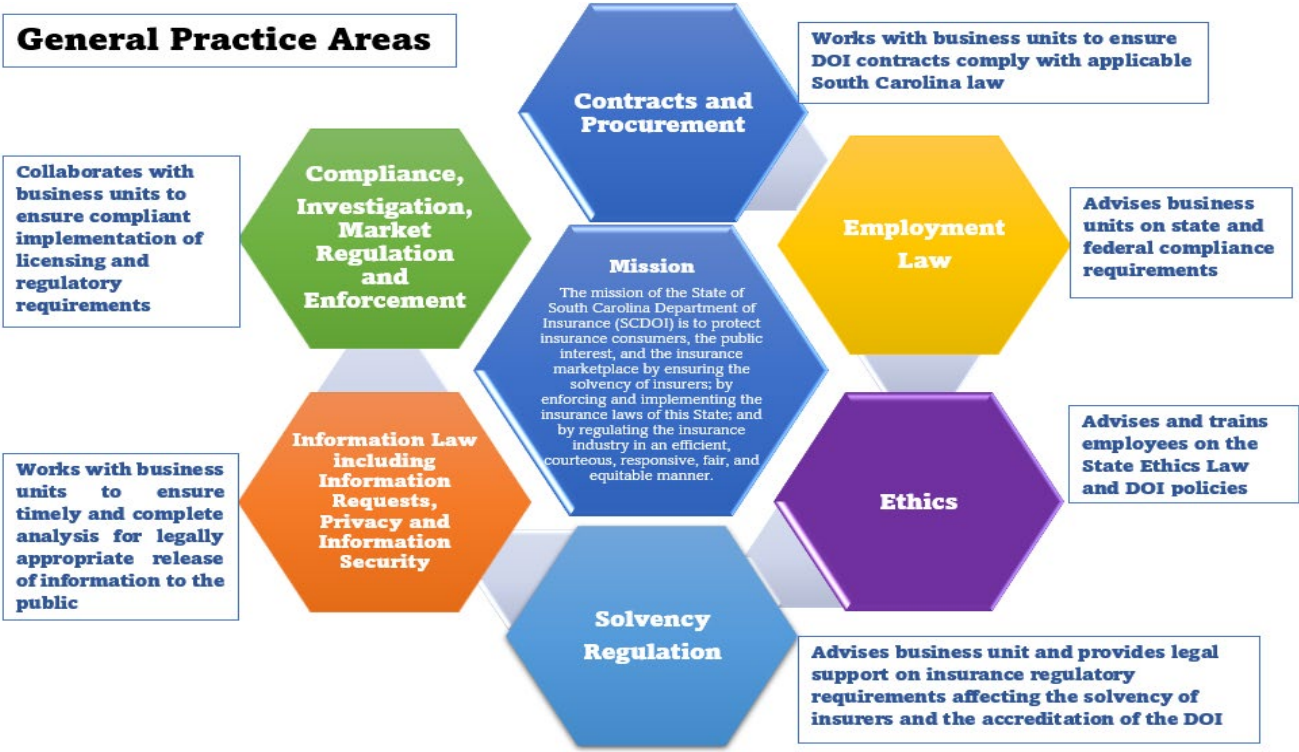 General Practice Areas
Contracts and
Procurement
Works with business units to ensure
DOI contracts comply with applicable
South Carolina law
Employment
Law
Advises business
units on state and
federal compliance
requirements
Ethics
Advises and trains
employees on the
State Ethics Law
and DOI policies
Solvency
Regulation
Advises business unit and provides legal
support on insurance regulatory
requirements affecting the solvency of
insurers and the accreditation of the DOI
Information Law
including
Information
Requests,
Privacy and
Information
Security
Works with business
units to ensure
timely and complete
analysis for legally
appropriate release
of information to the
public
Compliance,
Investigation,
Market
Regulation
and
Enforcement
Collaborates with
business units to
ensure compliant
implementation of
licensing and
regulatory
requirements
Mission
The mission of the State of
South Carolina Department of
Insurance (SCDOI) is to protect
insurance consumers, the public
interest, and the insurance
marketplace by ensuring the
solvency of insurers; by
enforcing and implementing the
insurance laws of this State; and
by regulating the insurance
industry in an efficient,
courteous, responsive, fair, and
equitable manner.